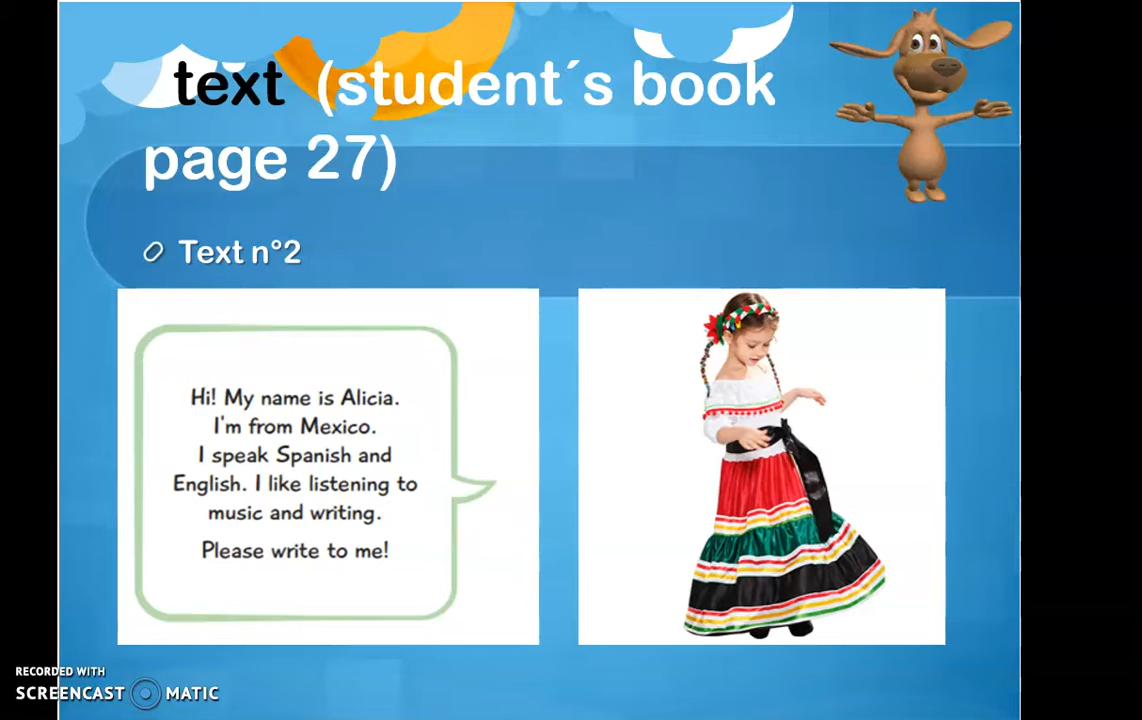 text (student´s book
page 27)
Text n°2
Hi! My name is Alicia.
I'm from Mexico.
I speak Spanish and
English. I like listening to
music and writing.
Please write to me!
RECORDED WITH
SCREENCAST MATIC